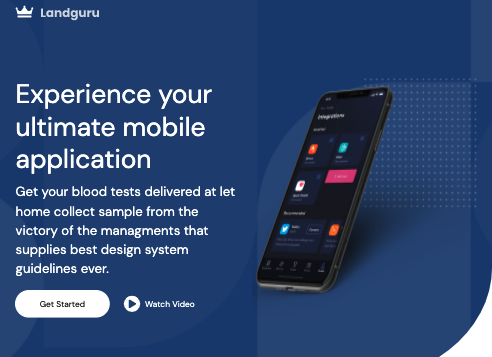 Landguru
Experience your
ultimate mobile
application
Get your blood tests delivered at let
home collect sample from the
victory of the managments that
supplies best design system
guidelines ever.
Get Started
Watch Video
Integrations
Recommended